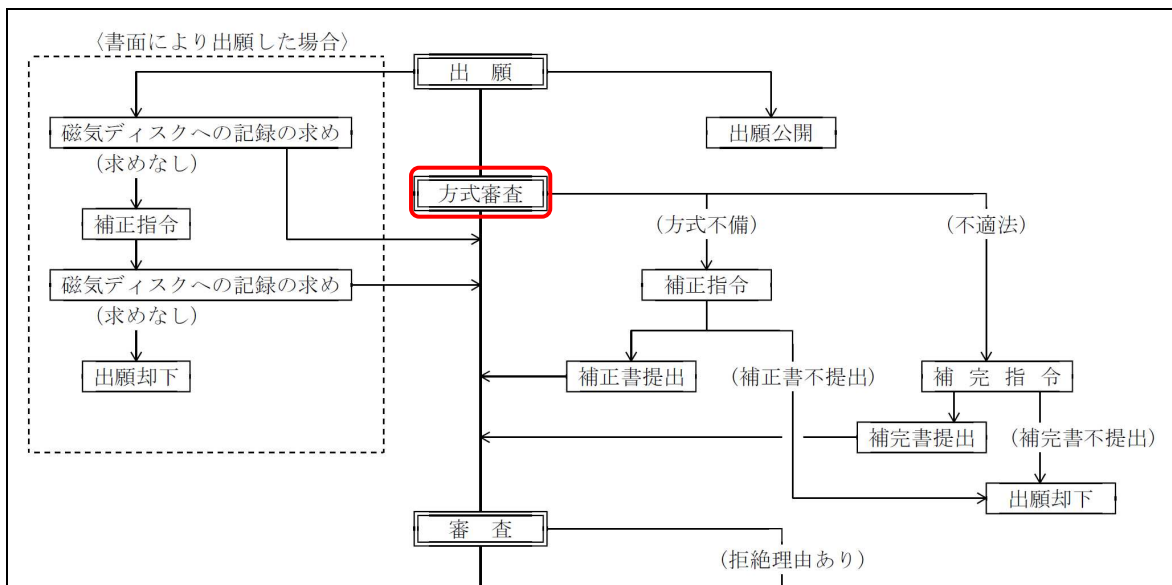 〈書面により出願した場合〉
出願
磁気ディスクへの記録の求め
出願公開
(求めなし)
方式審査
補正指令
(方式不備)
(不適法)
磁気ディスクへの記録の求め
補正指令
(求めなし)
出願却下
補正書提出
(補正書不提出)
補完指令
補完書提出
(補完書不提出)
出願却下
審査
(拒絶理由あり)